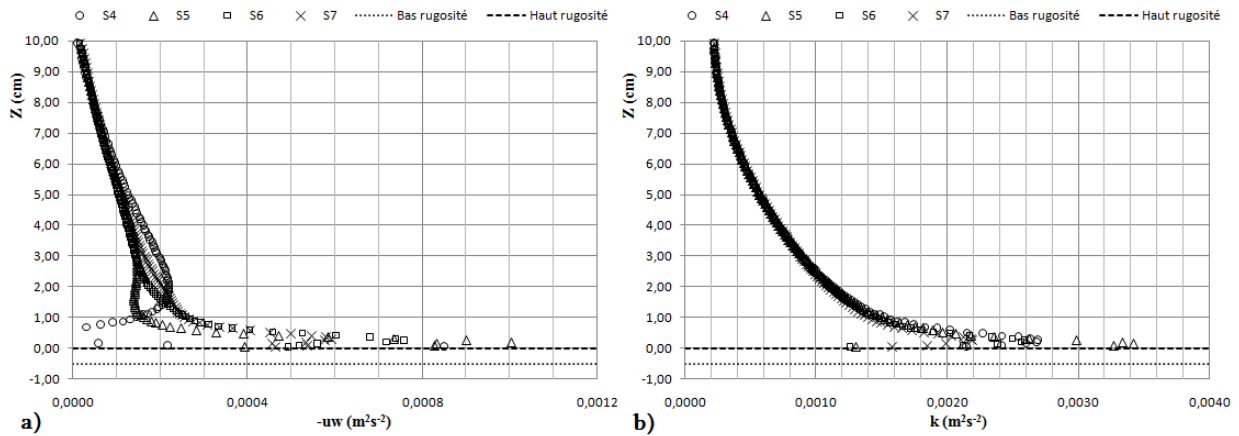 S4 S5 S6 S7 Bas rugosité Haut rugosité
10,00
9,00
8,00
7,00
6,00
5,00
4,00
3,00
2,00
1,00
0,00
-1,00
Z (cm)
0,0000 0,0004 0,0008 0,0012
-uw (m²s-²)
a)
S4 S5 S6 S7 Bas rugosité Haut rugosité
10,00
9,00
8,00
7,00
6,00
5,00
4,00
3,00
2,00
1,00
0,00
-1,00
Z (cm)
0,0000 0,0010 0,0020 0,0030 0,0040
k (m²s-²)
b)